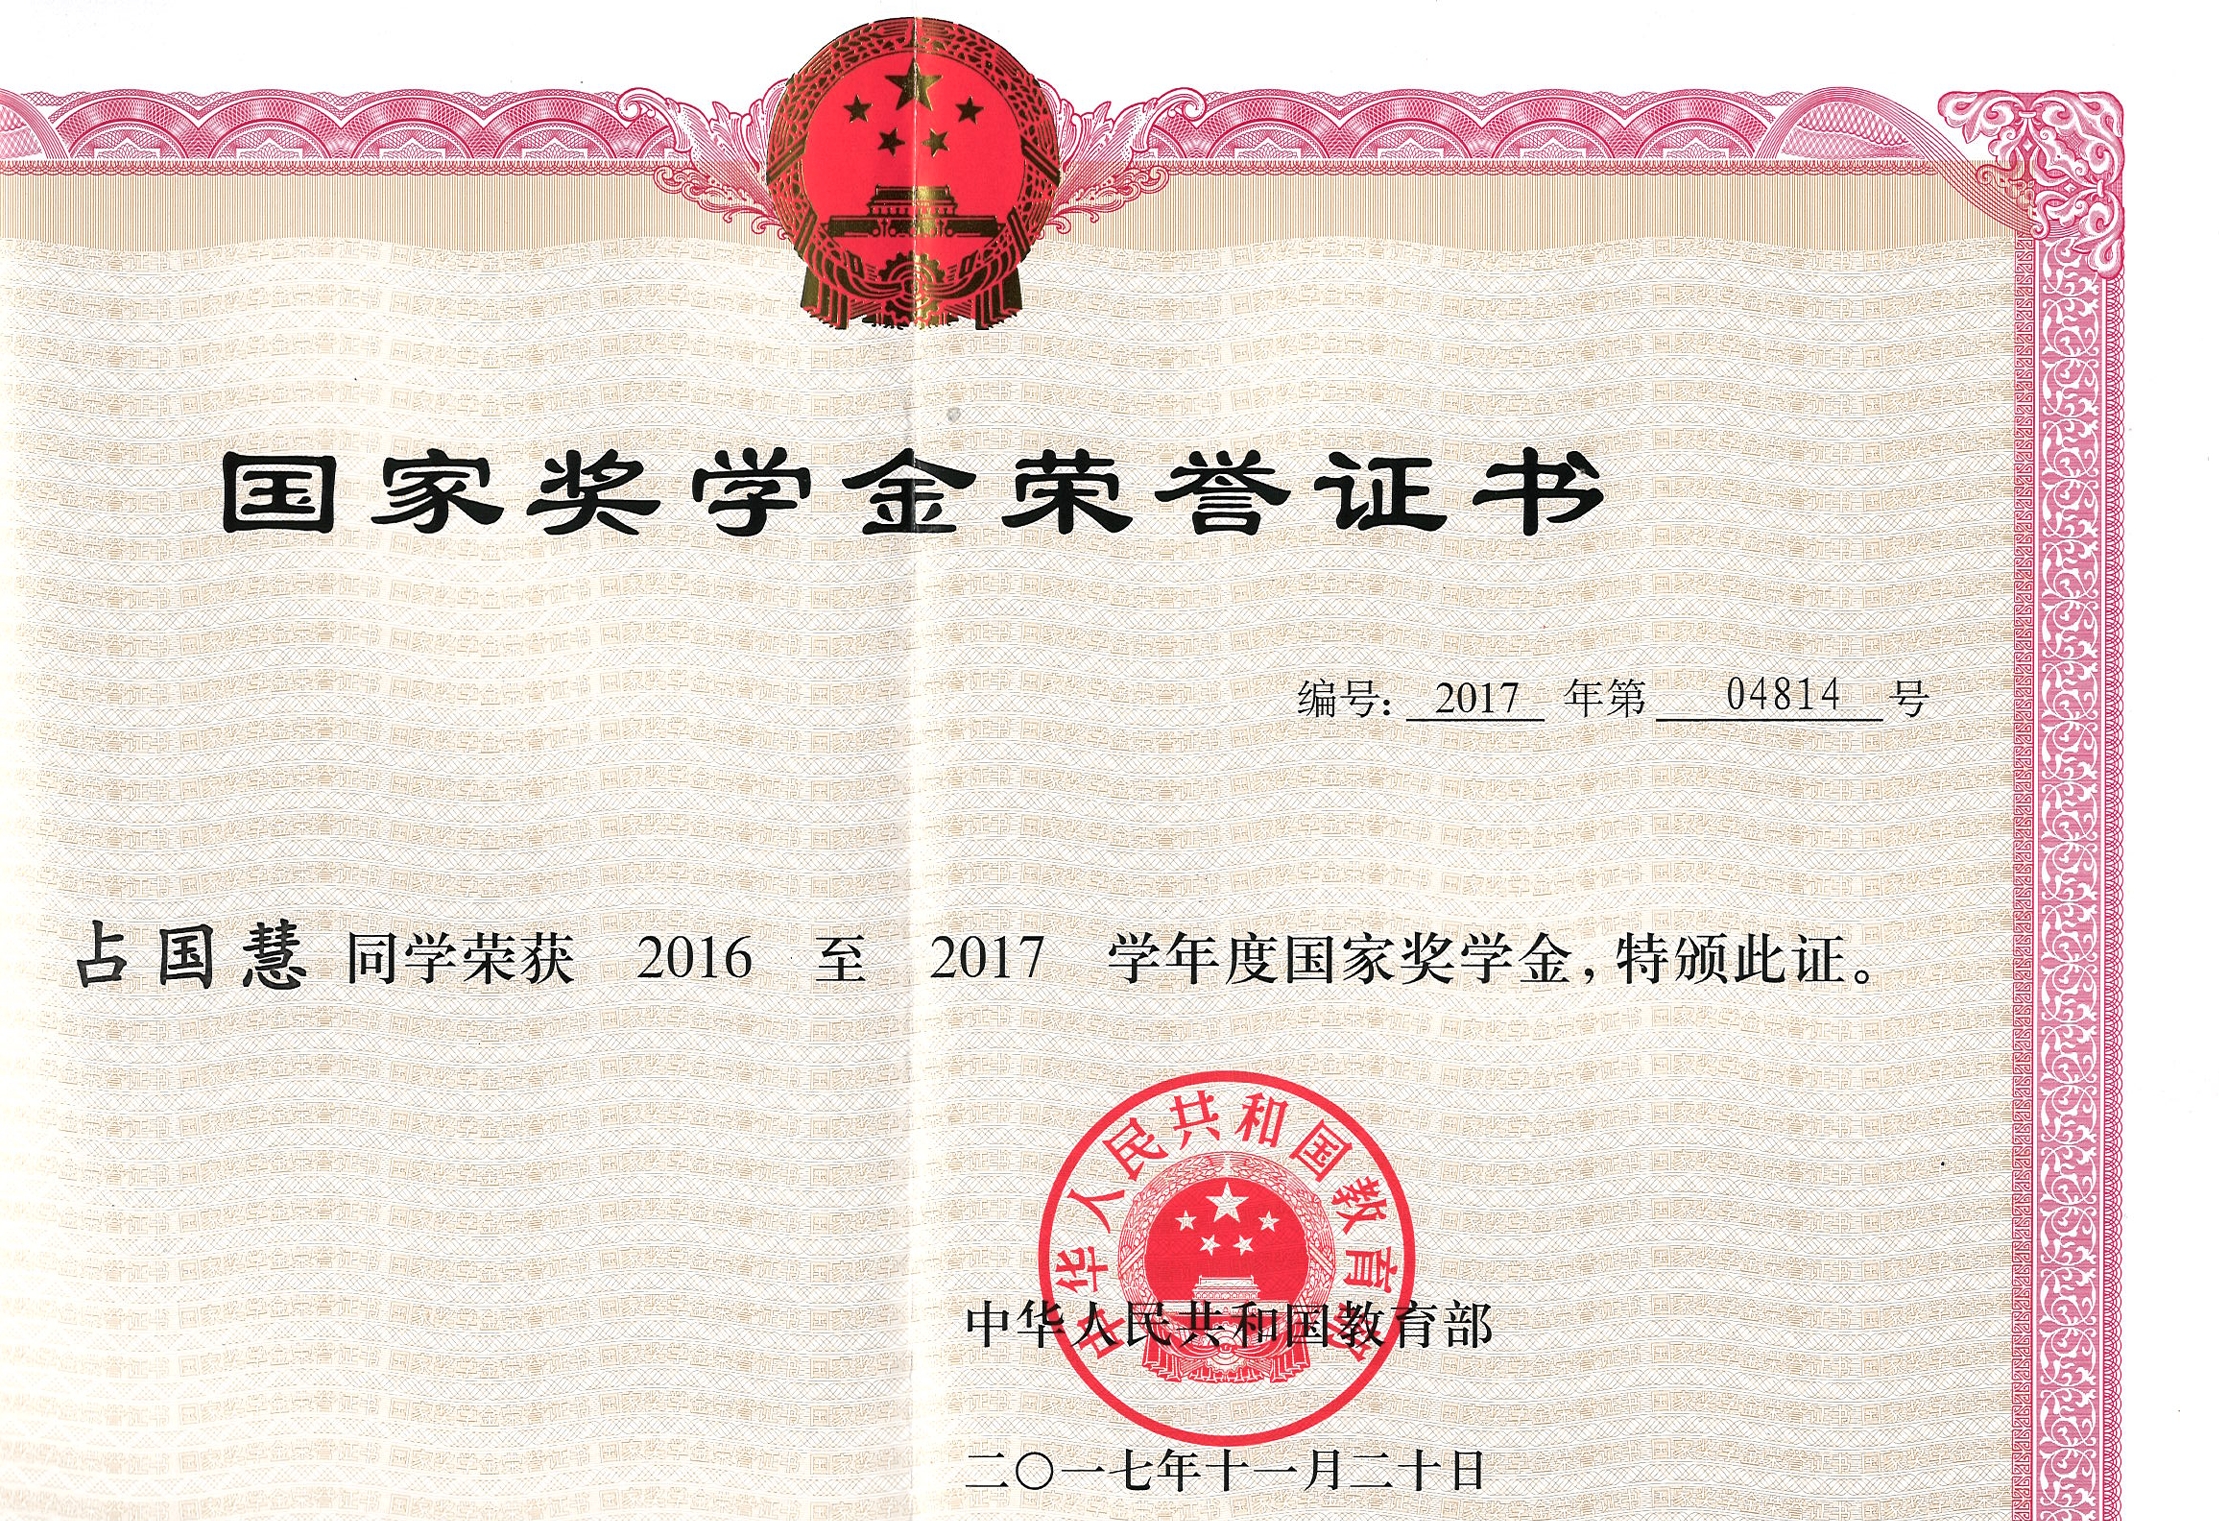 国家奖学金荣誉证书
编号: 2017 年第 04814 号
占国慧 同学荣获 2016 至 2017 学年度国家奖学金,特颁此证。
中华人民共和国教育部
中华人民共和国教育部
二〇一七年十一月二十日